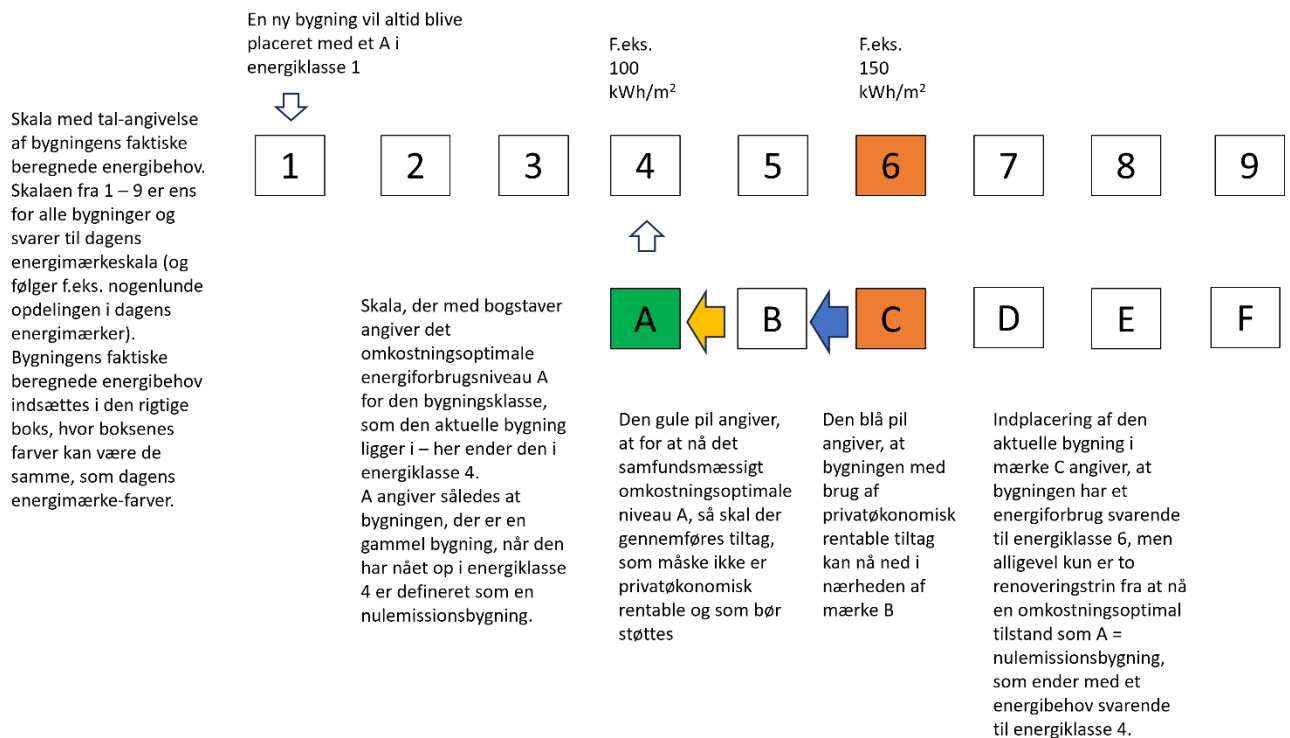 En ny bygning vil altid blive
placeret med et A i
energiklasse 1
F.eks.
100
kWh/m²
F.eks.
150
kWh/m²
Skala med tal-angivelse
af bygningens faktiske
beregnede energibehov.
Skalaen fra 1 – 9 er ens
for alle bygninger og
svarer til dagens
energimærkeskala (og
følger f.eks. nogenlunde
opdelingen i dagens
energimærker).
Bygningens faktiske
beregnede energibehov
indsættes i den rigtige
boks, hvor boksenes
farver kan være de
samme, som dagens
energimærke-farver.
1 2 3 4 5 6 7 8 9
A B C D E F
Skala, der med bogstaver
angiver det
omkostningsoptimale
energiforbrugsniveau A
for den bygningsklasse,
som den aktuelle bygning
ligger i – her ender den i
energiklasse 4.
A angiver således at
bygningen, der er en
gammel bygning, når den
har nået op i energiklasse
4 er defineret som en
nulemissionsbygning.
Den gule pil angiver,
at for at nå det
samfundsmæssigt
omkostningsoptimale
niveau A, så skal der
gennemføres tiltag,
som måske ikke er
privatøkonomisk
rentable og som bør
støttes
Den blå pil
angiver, at
bygningen med
brug af
privatøkonomisk
rentable tiltag
kan nå ned i
nærheden af
mærke B
Indplacering af den
aktuelle bygning i
mærke C angiver, at
bygningen har et
energiforbrug svarende
til energiklasse 6, men
alligevel kun er to
renoveringstrin fra at nå
en omkostningsoptimal
tilstand som A =
nulemissionsbygning,
som ender med et
energibehov svarende
til energiklasse 4.